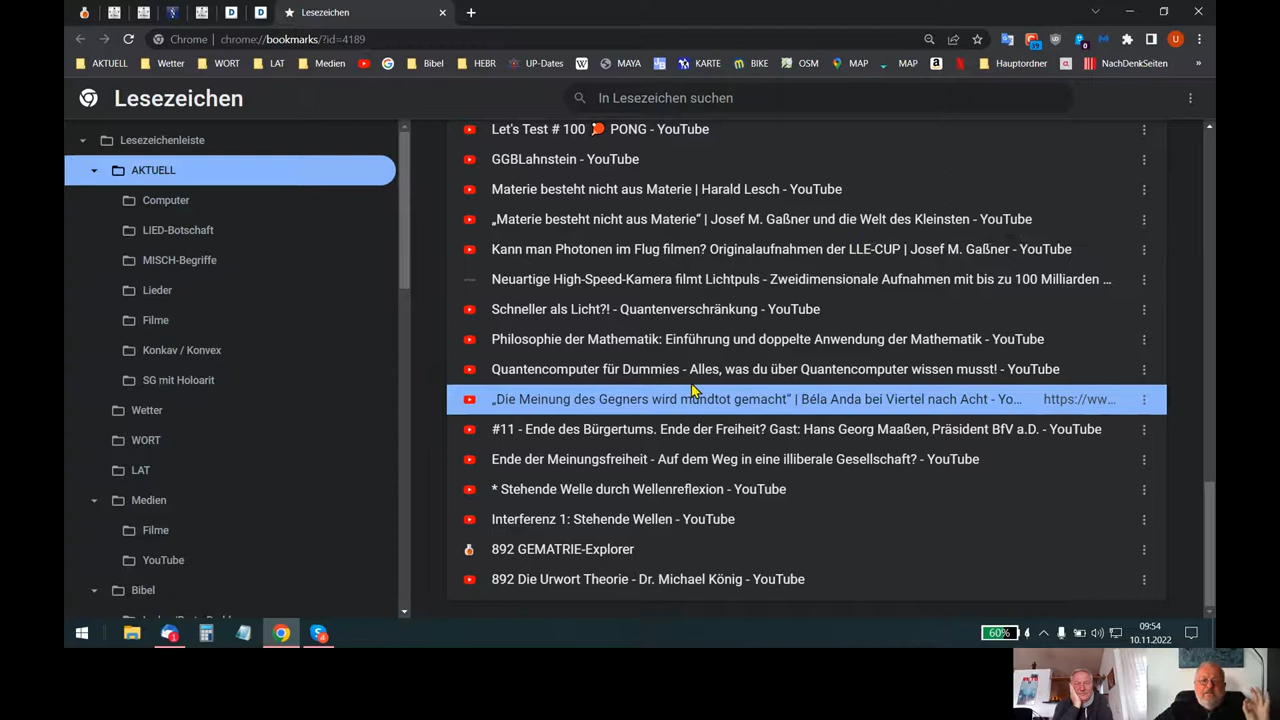 Lesezeichen
Chrome | chrome://bookmarks/?id=4189
AKTUELL Wetter WORT LAT Medien Bibel HEBR UP-Dates MAYA KARTE BIKE OSM MAP MAP Hauptordner NachDenkSeiten »
Lesezeichen
In Lesezeichen suchen
Lesezeichenleiste
AKTUELL
Computer
LIED-Botschaft
MISCH-Begriffe
Lieder
Filme
Konkav / Konvex
SG mit Holoarit
Wetter
WORT
LAT
Medien
Filme
YouTube
Bibel
Let's Test # 100 🏓 PONG - YouTube
GGBLahnstein - YouTube
Materie besteht nicht aus Materie | Harald Lesch - YouTube
„Materie besteht nicht aus Materie“ | Josef M. Gaßner und die Welt des Kleinsten - YouTube
Kann man Photonen im Flug filmen? Originalaufnahmen der LLE-CUP | Josef M. Gaßner - YouTube
Neuartige High-Speed-Kamera filmt Lichtpuls - Zweidimensionale Aufnahmen mit bis zu 100 Milliarden ...
Schneller als Licht?! - Quantenverschränkung - YouTube
Philosophie der Mathematik: Einführung und doppelte Anwendung der Mathematik - YouTube
Quantencomputer für Dummies - Alles, was du über Quantencomputer wissen musst! - YouTube
„Die Meinung des Gegners wird mundtot gemacht“ | Béla Anda bei Viertel nach Acht - Yo... https://ww...
#11 - Ende des Bürgertums. Ende der Freiheit? Gast: Hans Georg Maaßen, Präsident BfV a.D. - YouTube
Ende der Meinungsfreiheit - Auf dem Weg in eine illiberale Gesellschaft? - YouTube
* Stehende Welle durch Wellenreflexion - YouTube
Interferenz 1: Stehende Wellen - YouTube
892 GEMATRIE-Explorer
892 Die Urwort Theorie - Dr. Michael König - YouTube
60%
09:54
10.11.2022